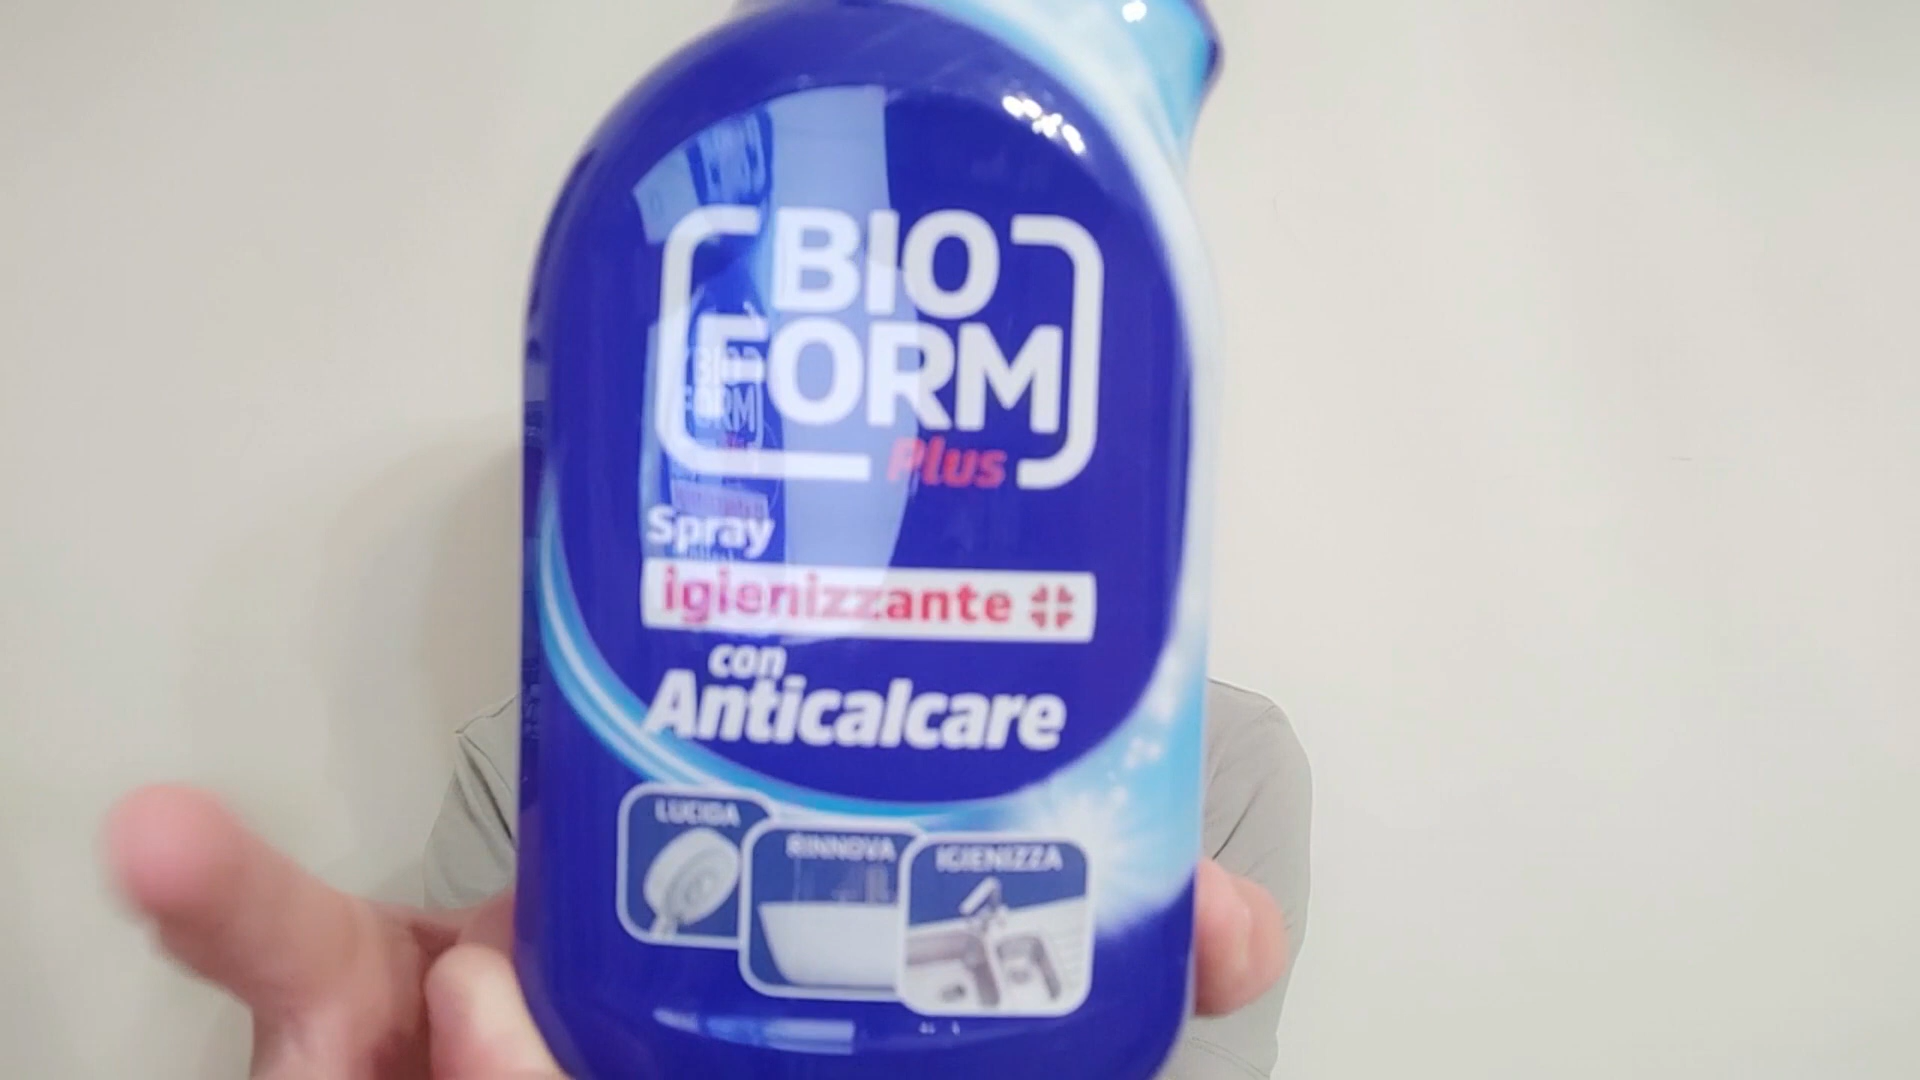 BIO
FORM
Plus
Spray
igienizzante
con
Anticalcare
LUCIDA
RINNOVA
IGIENIZZA